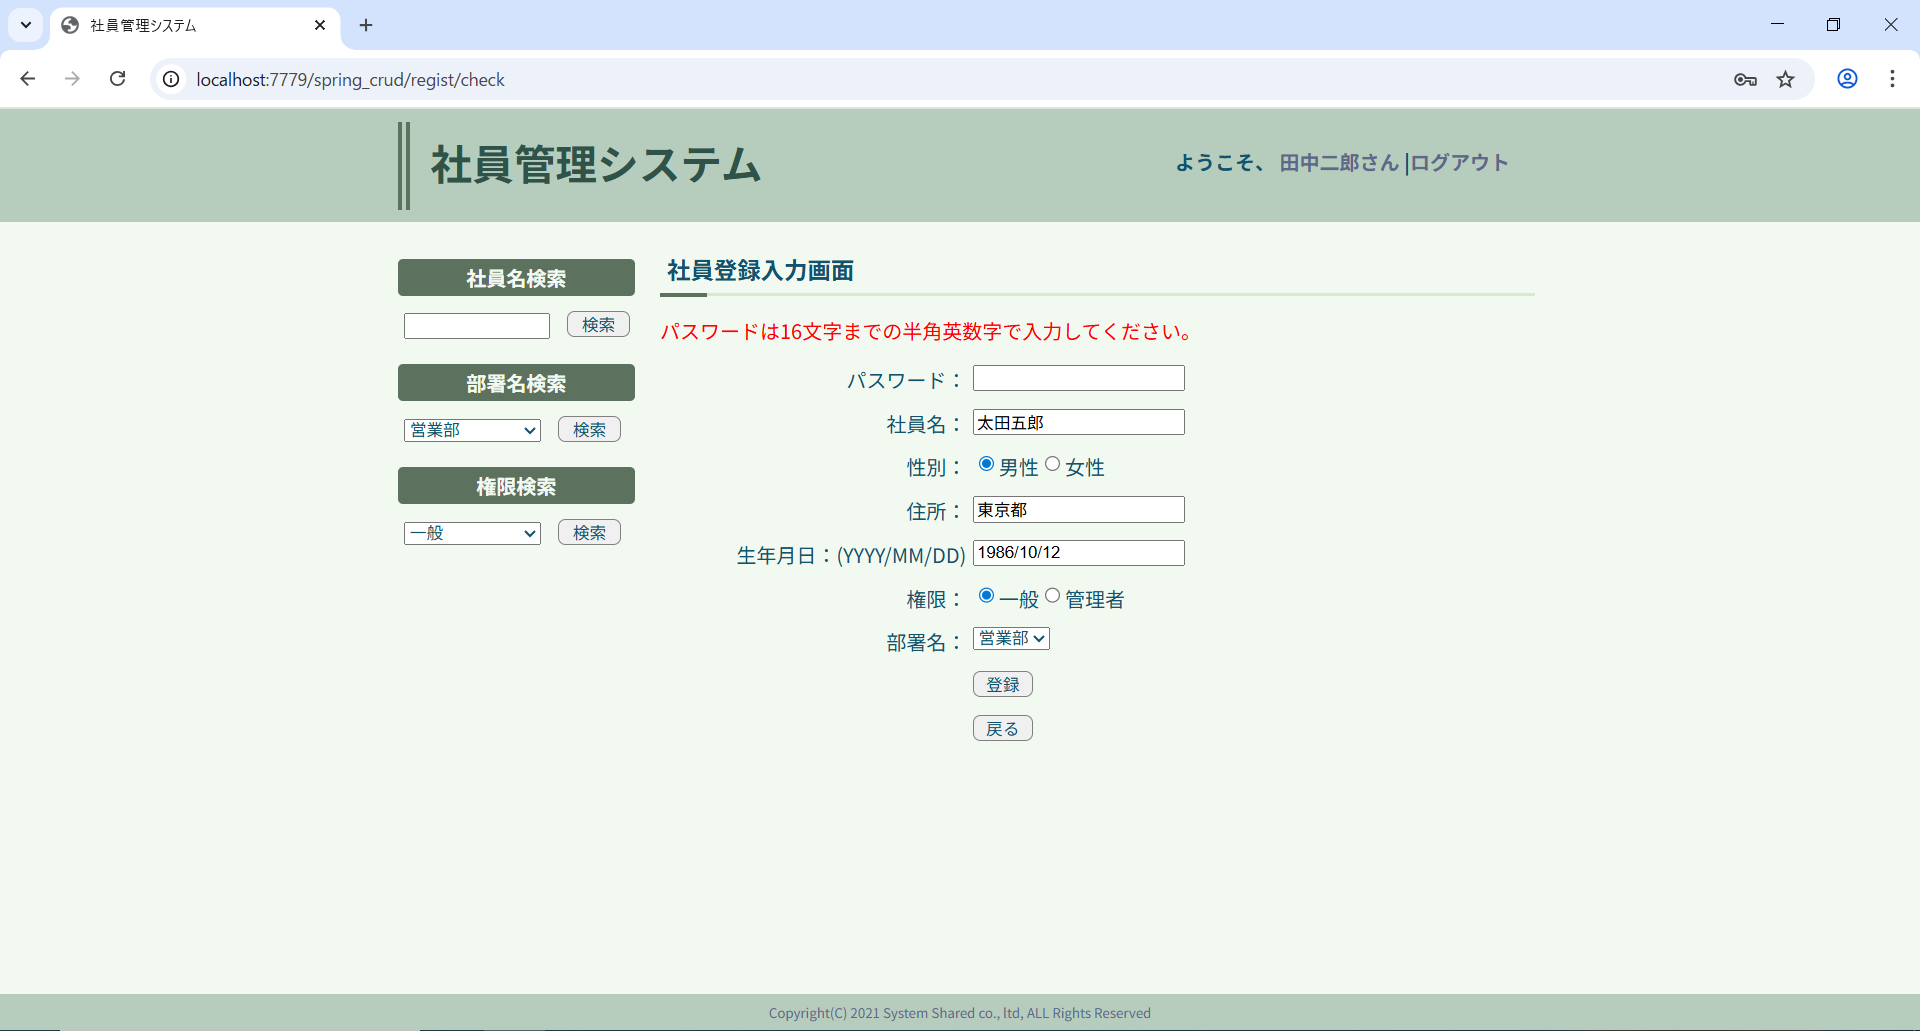 社員管理システム
localhost:7779/spring_crud/regist/check
社員管理システム
ようこそ、 田中二郎さん |ログアウト
社員名検索
検索
部署名検索
営業部 検索
権限検索
一般 検索
社員登録入力画面
パスワードは16文字までの半角英数字で入力してください。
パスワード：
社員名： 太田五郎
性別： 男性 女性
住所： 東京都
生年月日：(YYYY/MM/DD) 1986/10/12
権限： 一般 管理者
部署名： 営業部
登録
戻る
Copyright(C) 2021 System Shared co., ltd, ALL Rights Reserved